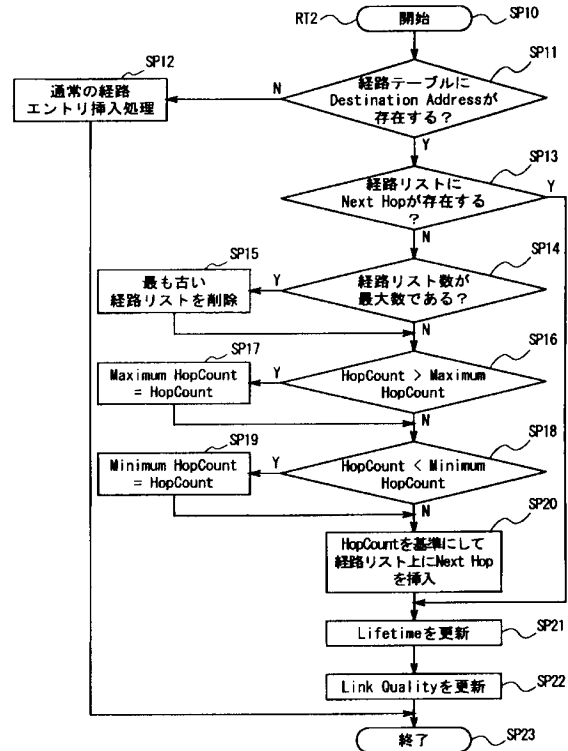 RT2
開始
SP10
SP12
通常の経路
エントリ挿入処理
N
SP11
経路テーブルに
Destination Addressが
存在する?
Y
SP13
経路リストに
Next Hopが存在する
?
Y
N
SP15
最も古い
経路リストを削除
Y
SP14
経路リスト数が
最大数である?
N
SP17
Maximum HopCount
= HopCount
Y
SP16
HopCount > Maximum
HopCount
N
SP19
Minimum HopCount
= HopCount
Y
SP18
HopCount < Minimum
HopCount
N
SP20
HopCountを基準にして
経路リスト上にNext Hop
を挿入
Lifetimeを更新
SP21
Link Qualityを更新
SP22
終了
SP23